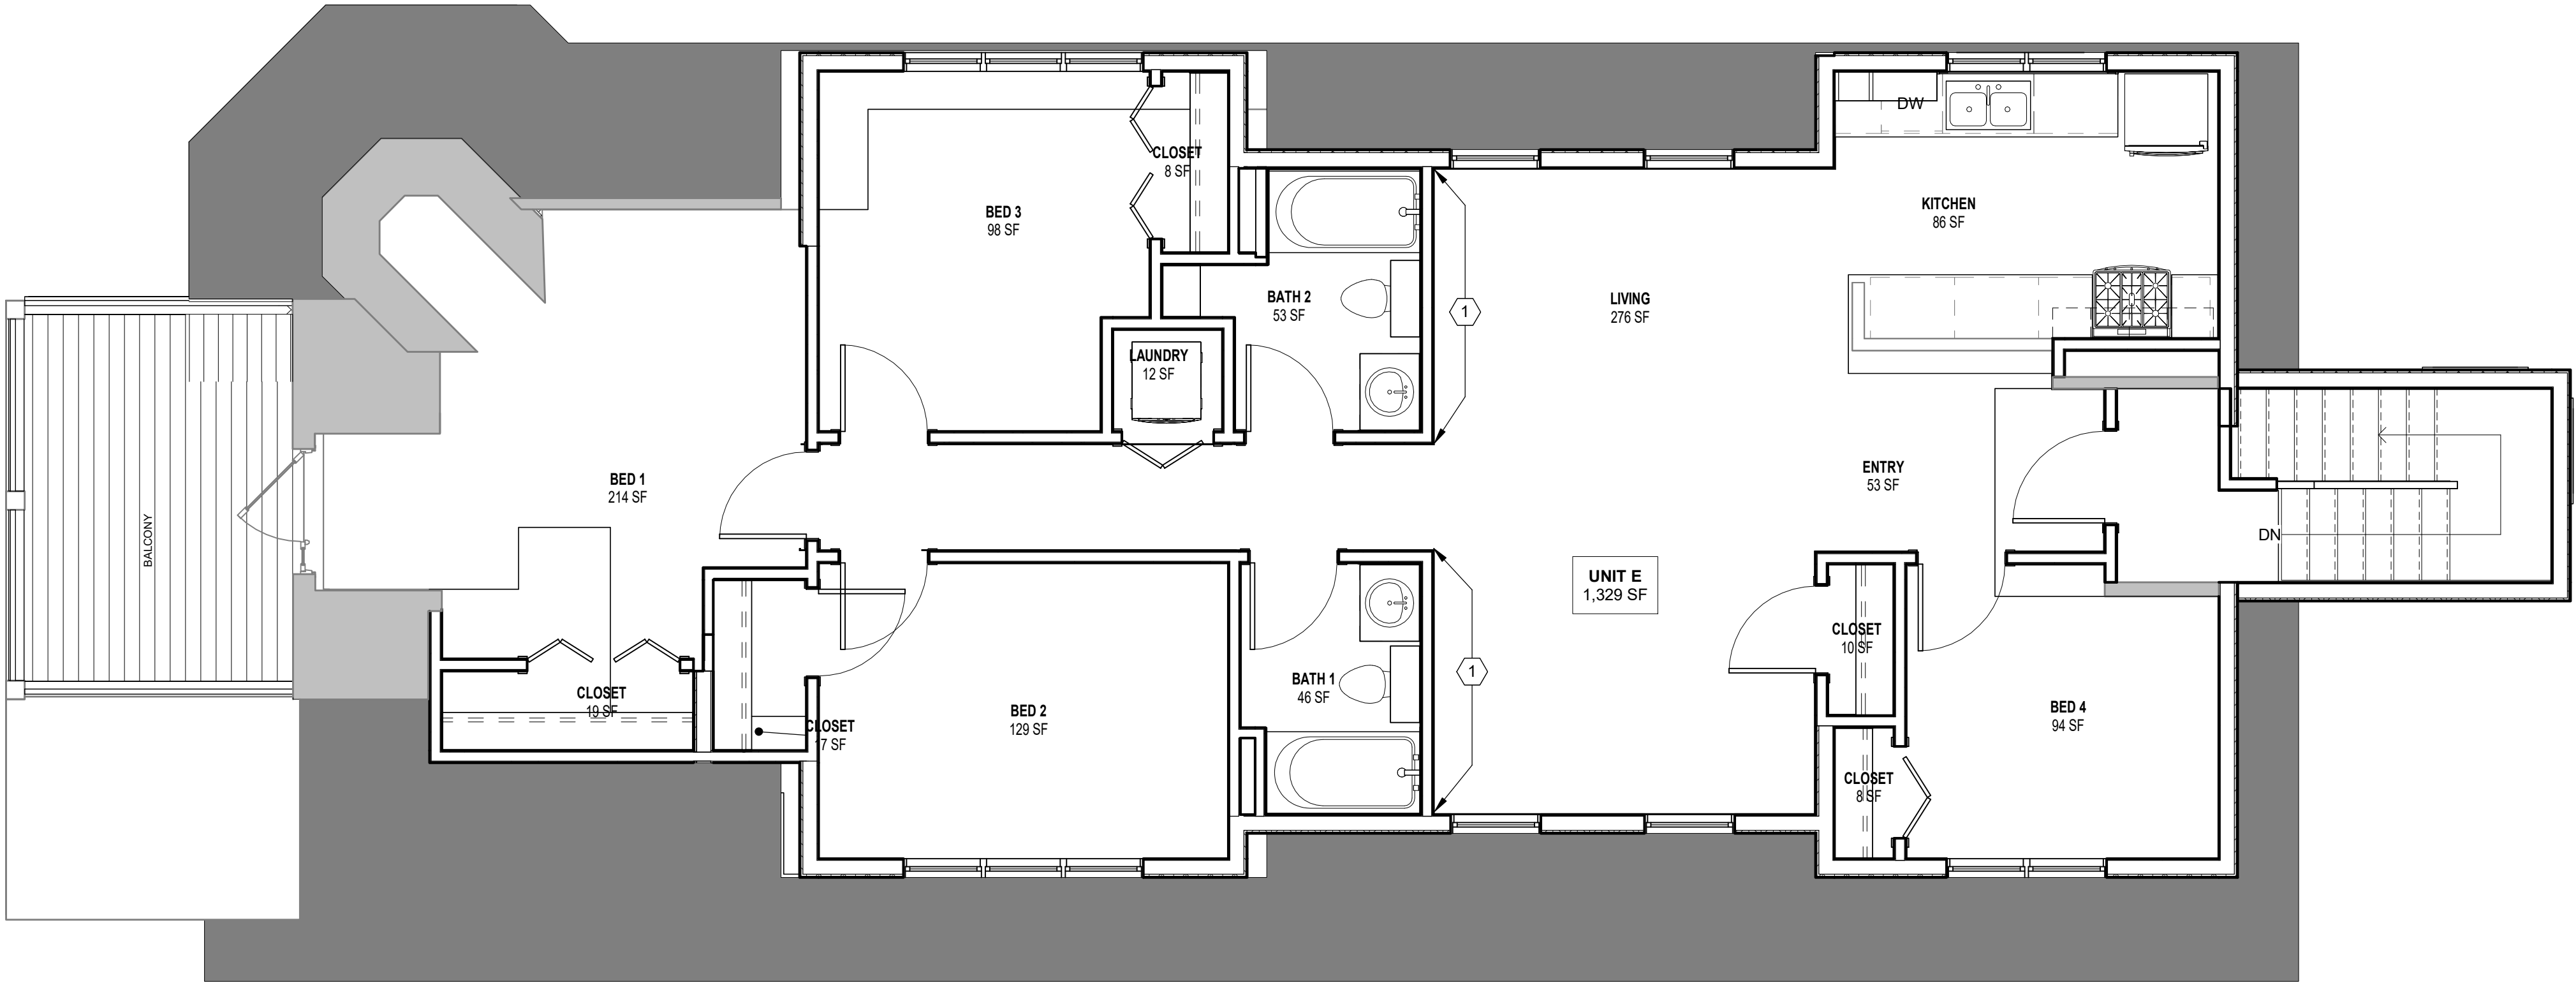 DW
CLOSET
8 SF
BED 3
98 SF
KITCHEN
86 SF
BATH 2
53 SF
LIVING
276 SF
1
LAUNDRY
12 SF
BED 1
214 SF
ENTRY
53 SF
BALCONY
DN
UNIT E
1,329 SF
CLOSET
10 SF
1
BATH 1
46 SF
CLOSET
19 SF
BED 2
129 SF
BED 4
94 SF
CLOSET
17 SF
CLOSET
8 SF